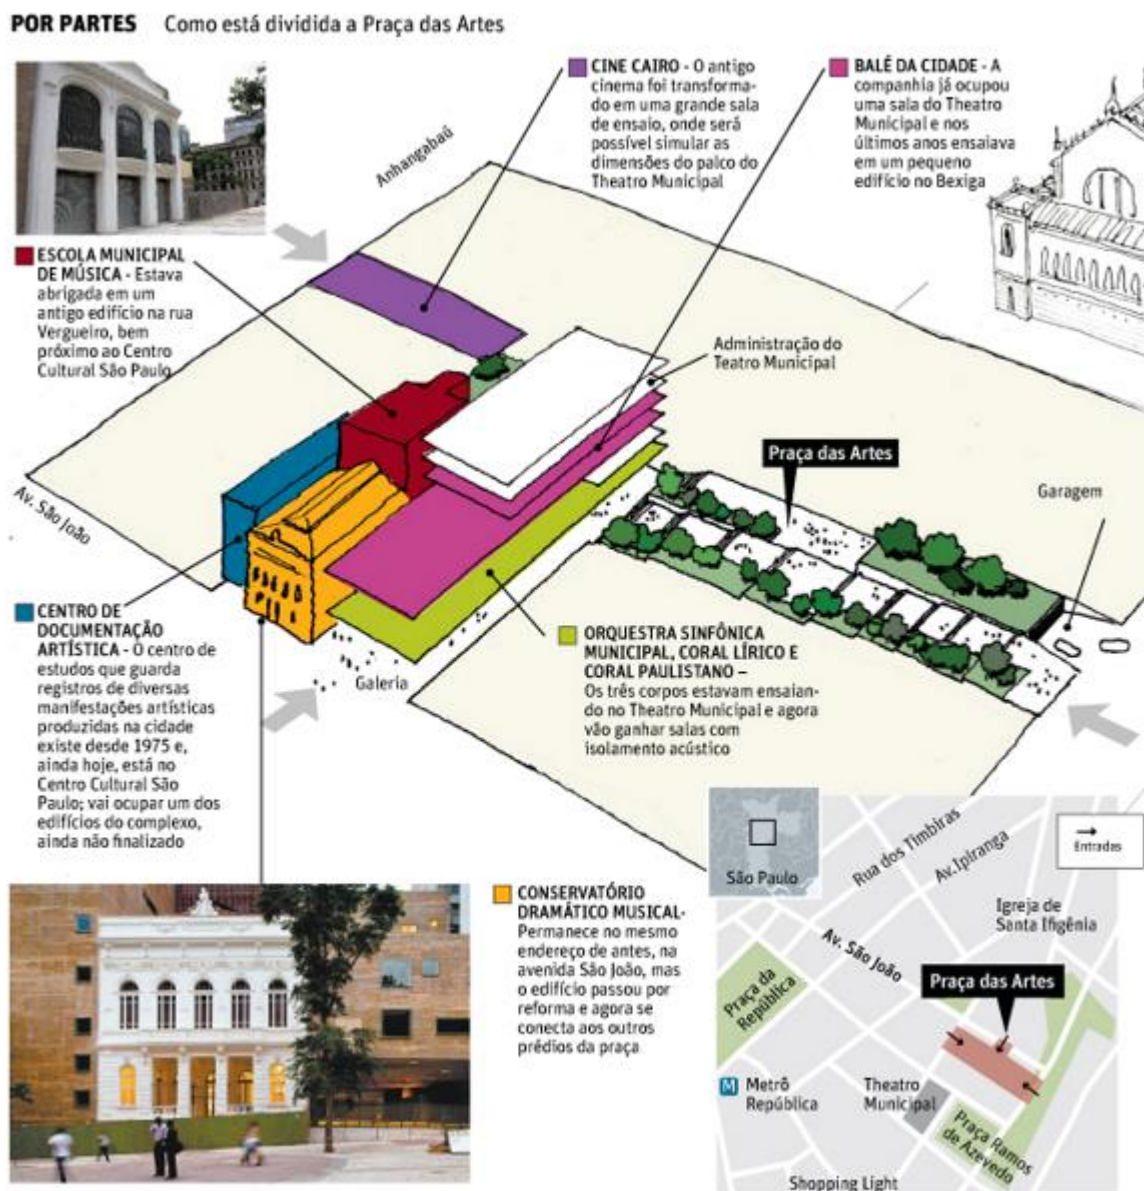 POR PARTES Como está dividida a Praça das Artes
CINE CAIRO - O antigo
cinema foi transforma-
do em uma grande sala
de ensaio, onde será
possível simular as
dimensões do palco do
Theatro Municipal
BALÉ DA CIDADE - A
companhia já ocupou
uma sala do Theatro
Municipal e nos
últimos anos ensaiava
em um pequeno
edifício no Bexiga
Anhangabaú
ESCOLA MUNICIPAL
DE MÚSICA - Estava
abrigada em um
antigo edifício na rua
Vergueiro, bem
próximo ao Centro
Cultural São Paulo
Administração do
Teatro Municipal
Praça das Artes
Garagem
Av. São João
CENTRO DE
DOCUMENTAÇÃO
ARTÍSTICA - O centro de
estudos que guarda
registros de diversas
manifestações artísticas
produzidas na cidade
existe desde 1975 e,
ainda hoje, está no
Centro Cultural São
Paulo; vai ocupar um dos
edifícios do complexo,
ainda não finalizado
Galeria
ORQUESTRA SINFÔNICA
MUNICIPAL, CORAL LÍRICO E
CORAL PAULISTANO –
Os três corpos estavam ensaian-
do no Theatro Municipal e agora
vão ganhar salas com
isolamento acústico
CONSERVATÓRIO
DRAMÁTICO MUSICAL-
Permanece no mesmo
endereço de antes, na
avenida São João, mas
o edifício passou por
reforma e agora se
conecta aos outros
prédios da praça
São Paulo
Rua dos Timbiras
Av.Ipiranga
Entradas
Igreja de
Santa Ifigênia
Av. São João
Praça das Artes
Praça da
República
M Metrô
República
Theatro
Municipal
Praça Ramos
de Azevedo
Shopping Light